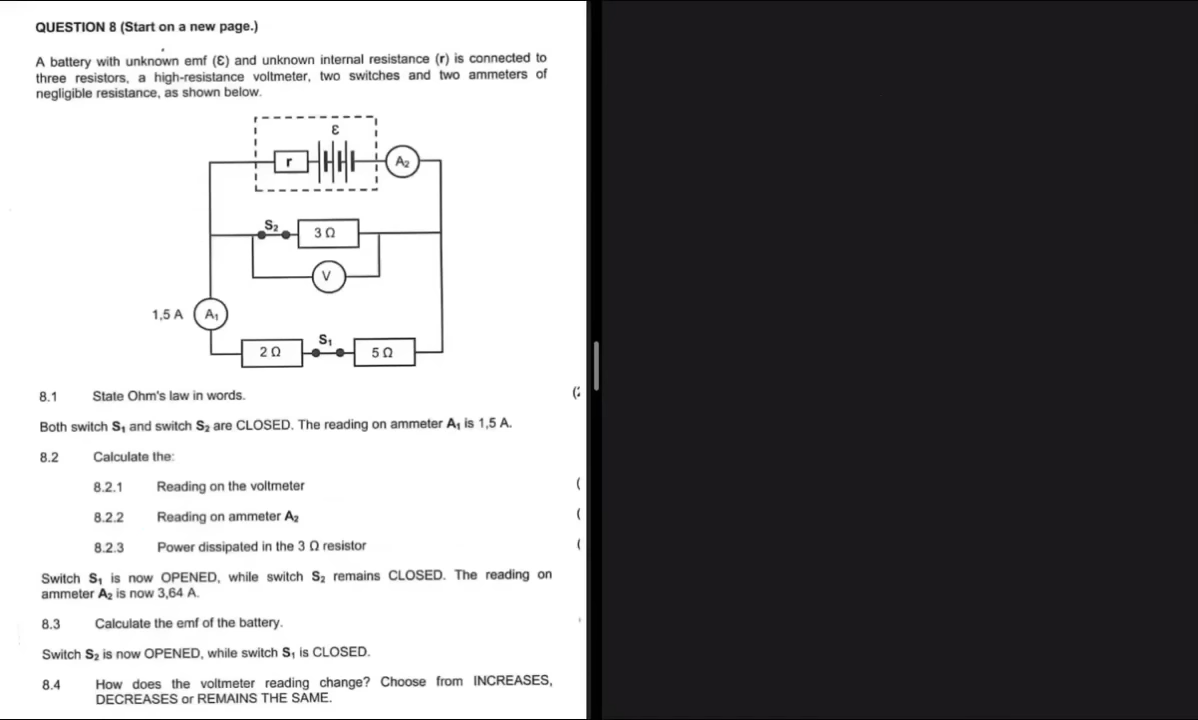 QUESTION 8 (Start on a new page.)
A battery with unknown emf (Ɛ) and unknown internal resistance (r) is connected to
three resistors, a high-resistance voltmeter, two switches and two ammeters of
negligible resistance, as shown below.
Ɛ
r
A₂
S₂
3 Ω
V
1,5 A
A₁
S₁
2 Ω
5 Ω
8.1 State Ohm's law in words.
Both switch S₁ and switch S₂ are CLOSED. The reading on ammeter A₁ is 1,5 A.
8.2 Calculate the:
8.2.1 Reading on the voltmeter (
8.2.2 Reading on ammeter A₂ (
8.2.3 Power dissipated in the 3 Ω resistor (
Switch S₁ is now OPENED, while switch S₂ remains CLOSED. The reading on
ammeter A₂ is now 3,64 A.
8.3 Calculate the emf of the battery.
Switch S₂ is now OPENED, while switch S₁ is CLOSED.
8.4 How does the voltmeter reading change? Choose from INCREASES,
DECREASES or REMAINS THE SAME.